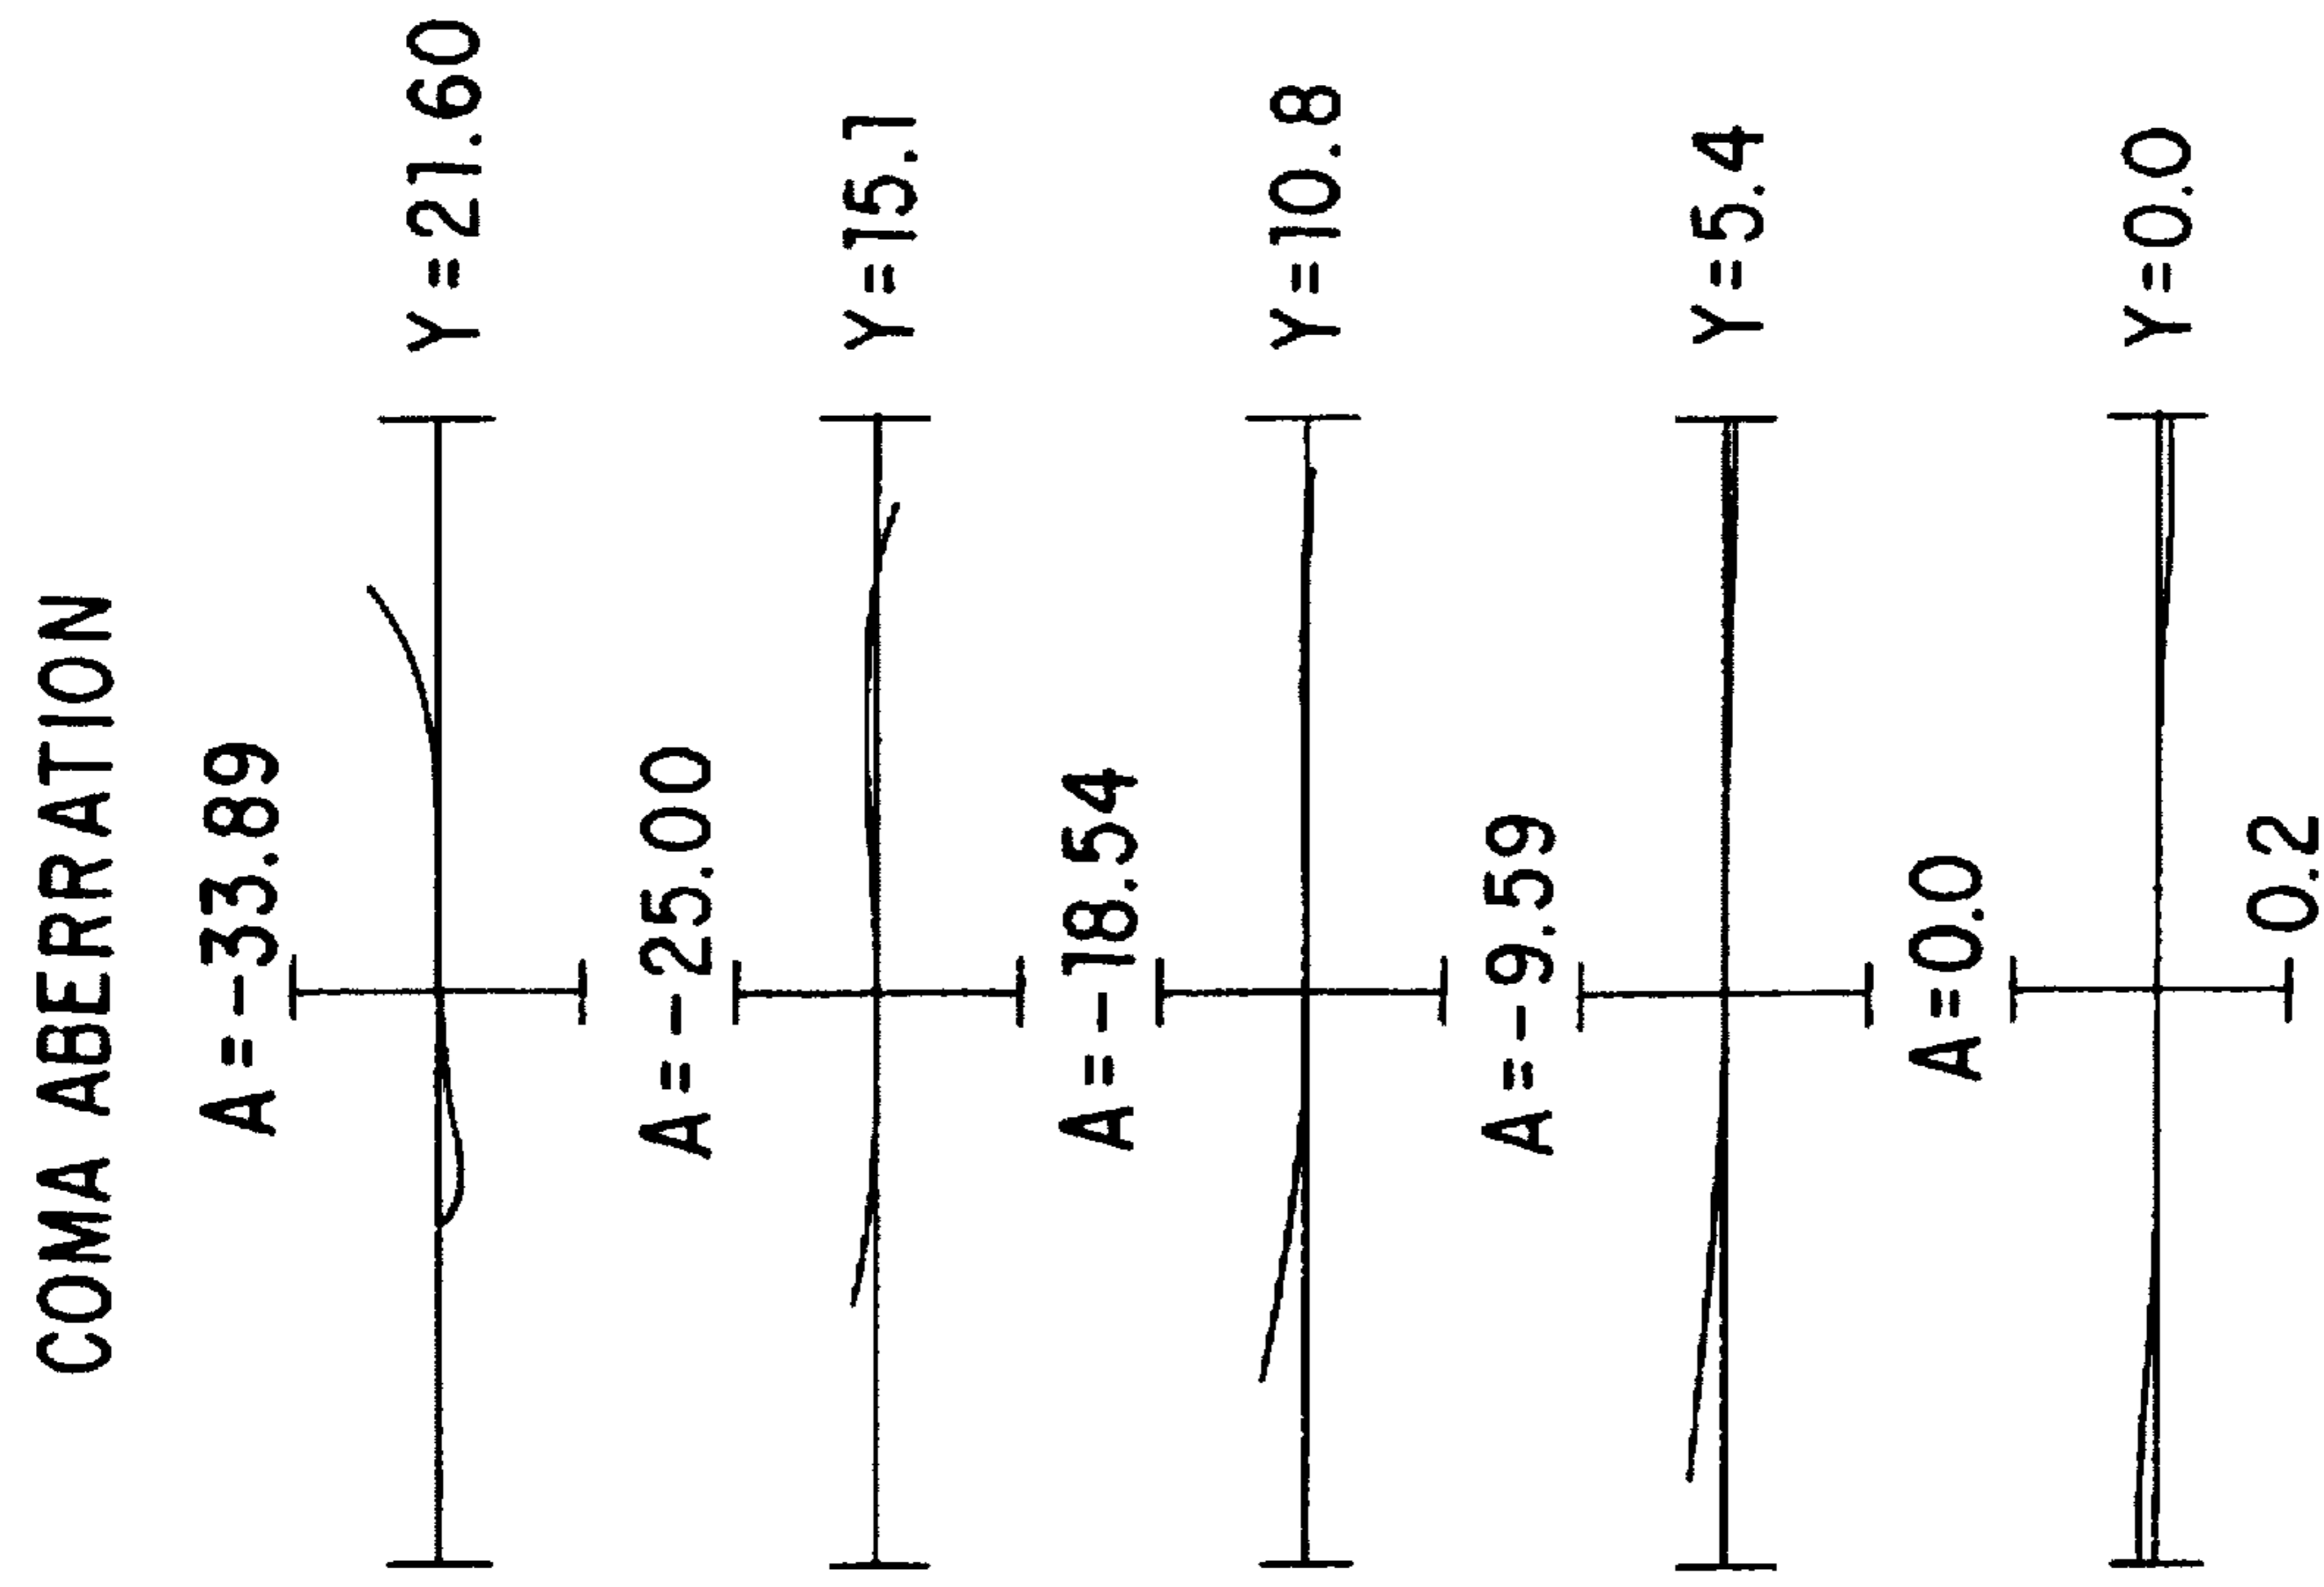 COMA ABERRATION
A=-33.89
Y=21.60
A=-25.00
Y=15.1
A=-18.54
Y=10.8
A=-9.59
Y=5.4
A=0.0
Y=0.0
0.2